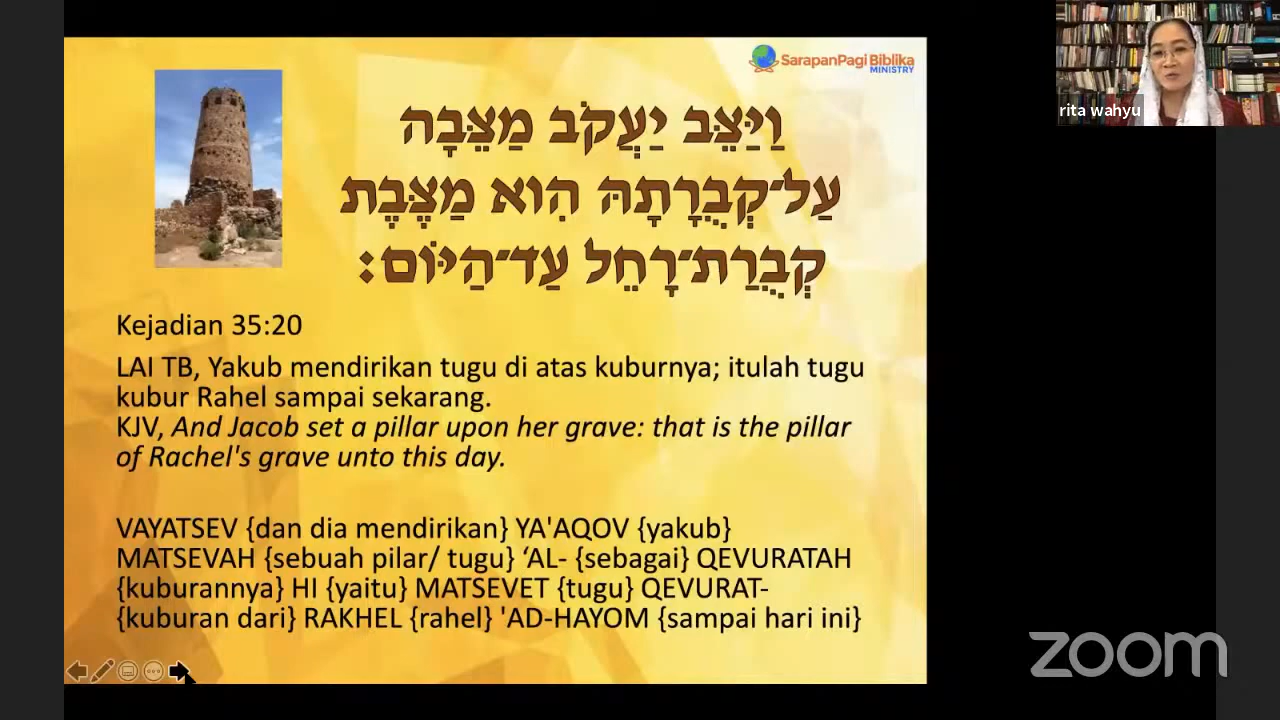 SarapanPagi Biblika
MINISTRY
rita wahyu
וַיַּצֵּב יַעֲקֹב מַצֵּבָה
עַל־קְבֻרָתָהּ הִוא מַצֶּבֶת
קְבֻרַת־רָחֵל עַד־הַיּוֹם׃
Kejadian 35:20
LAI TB, Yakub mendirikan tugu di atas kuburnya; itulah tugu
kubur Rahel sampai sekarang.
KJV, And Jacob set a pillar upon her grave: that is the pillar
of Rachel's grave unto this day.
VAYATSEV {dan dia mendirikan} YA'AQOV {yakub}
MATSEVAH {sebuah pilar/ tugu} ‘AL- {sebagai} QEVURATAH
{kuburannya} HI {yaitu} MATSEVET {tugu} QEVURAT-
{kuburan dari} RAKHEL {rahel} 'AD-HAYOM {sampai hari ini}
zoom